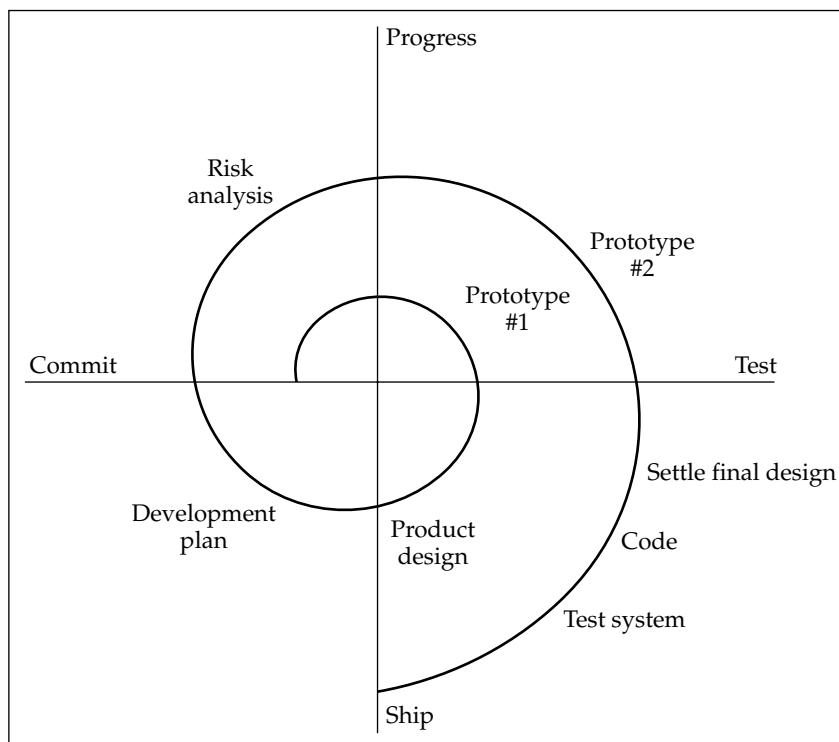 Progress
Risk
analysis
Prototype
#2
Prototype
#1
Commit
Test
Settle final design
Development
plan
Product
design
Code
Test system
Ship